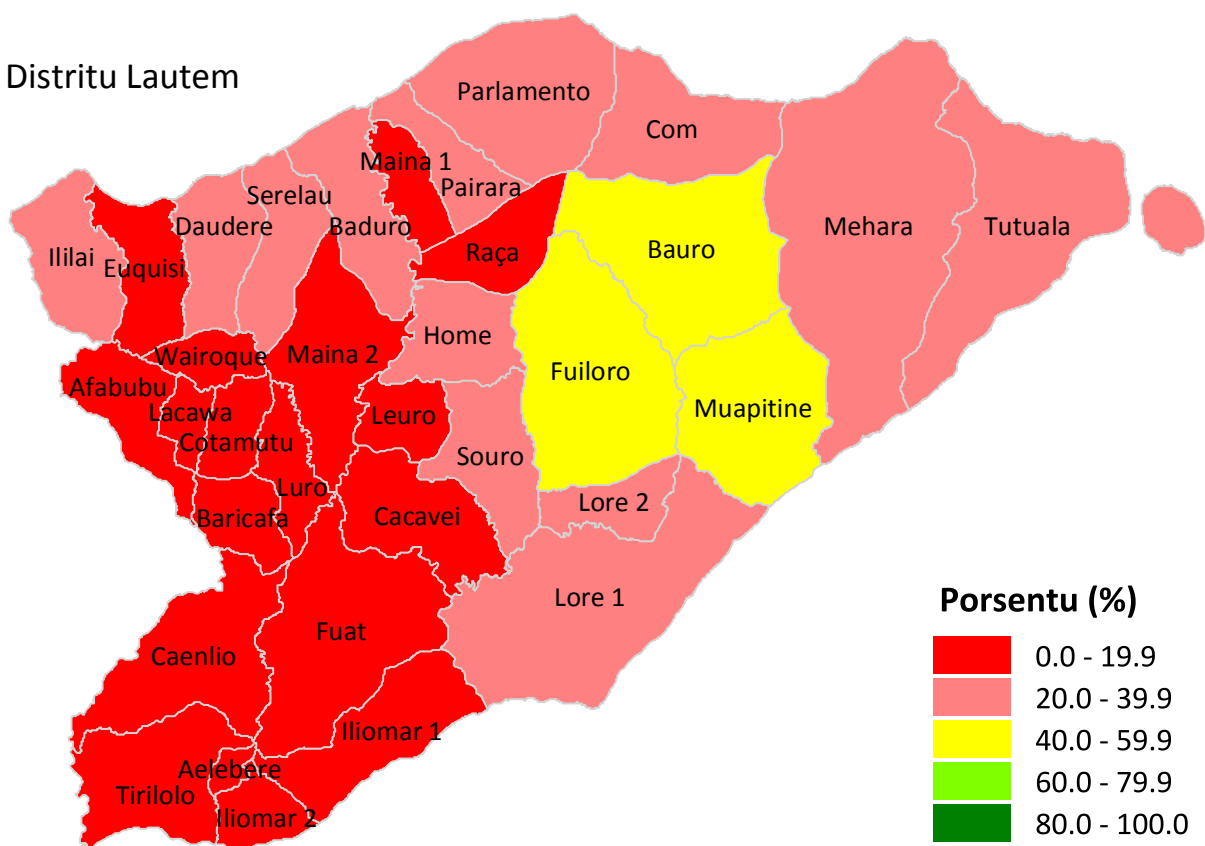 Distritu Lautem
Parlamento
Com
Maina 1
Pairara
Serelau
Daudere
Baduro
Mehara
Tutuala
Ililai
Euquisi
Raça
Bauro
Home
Wairoque
Maina 2
Fuiloro
Afabubu
Lacawa
Leuro
Muapitine
Cotamutu
Souro
Luro
Lore 2
Baricafa
Cacavei
Lore 1
Fuat
Caenlio
Iliomar 1
Aelebere
Tirilolo
Iliomar 2
Porsentu (%)
0.0 - 19.9
20.0 - 39.9
40.0 - 59.9
60.0 - 79.9
80.0 - 100.0